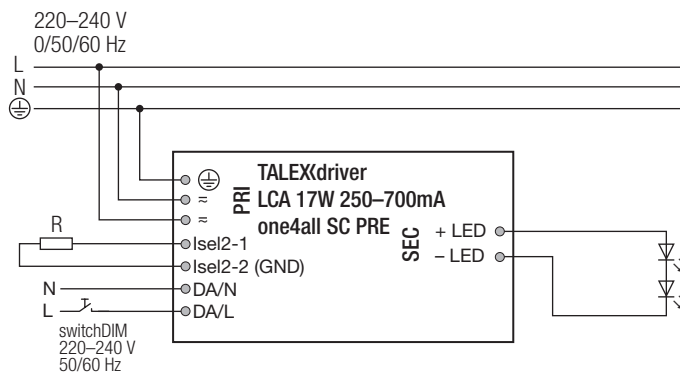 220–240 V
0/50/60 Hz
L
N
TALEXXdriver
LCA 17W 250–700mA
one4all SC PRE
PRI
SEC
≂
≂
R
Isel2-1
Isel2-2 (GND)
N
DA/N
L
DA/L
switchDIM
220–240 V
50/60 Hz
+ LED
– LED